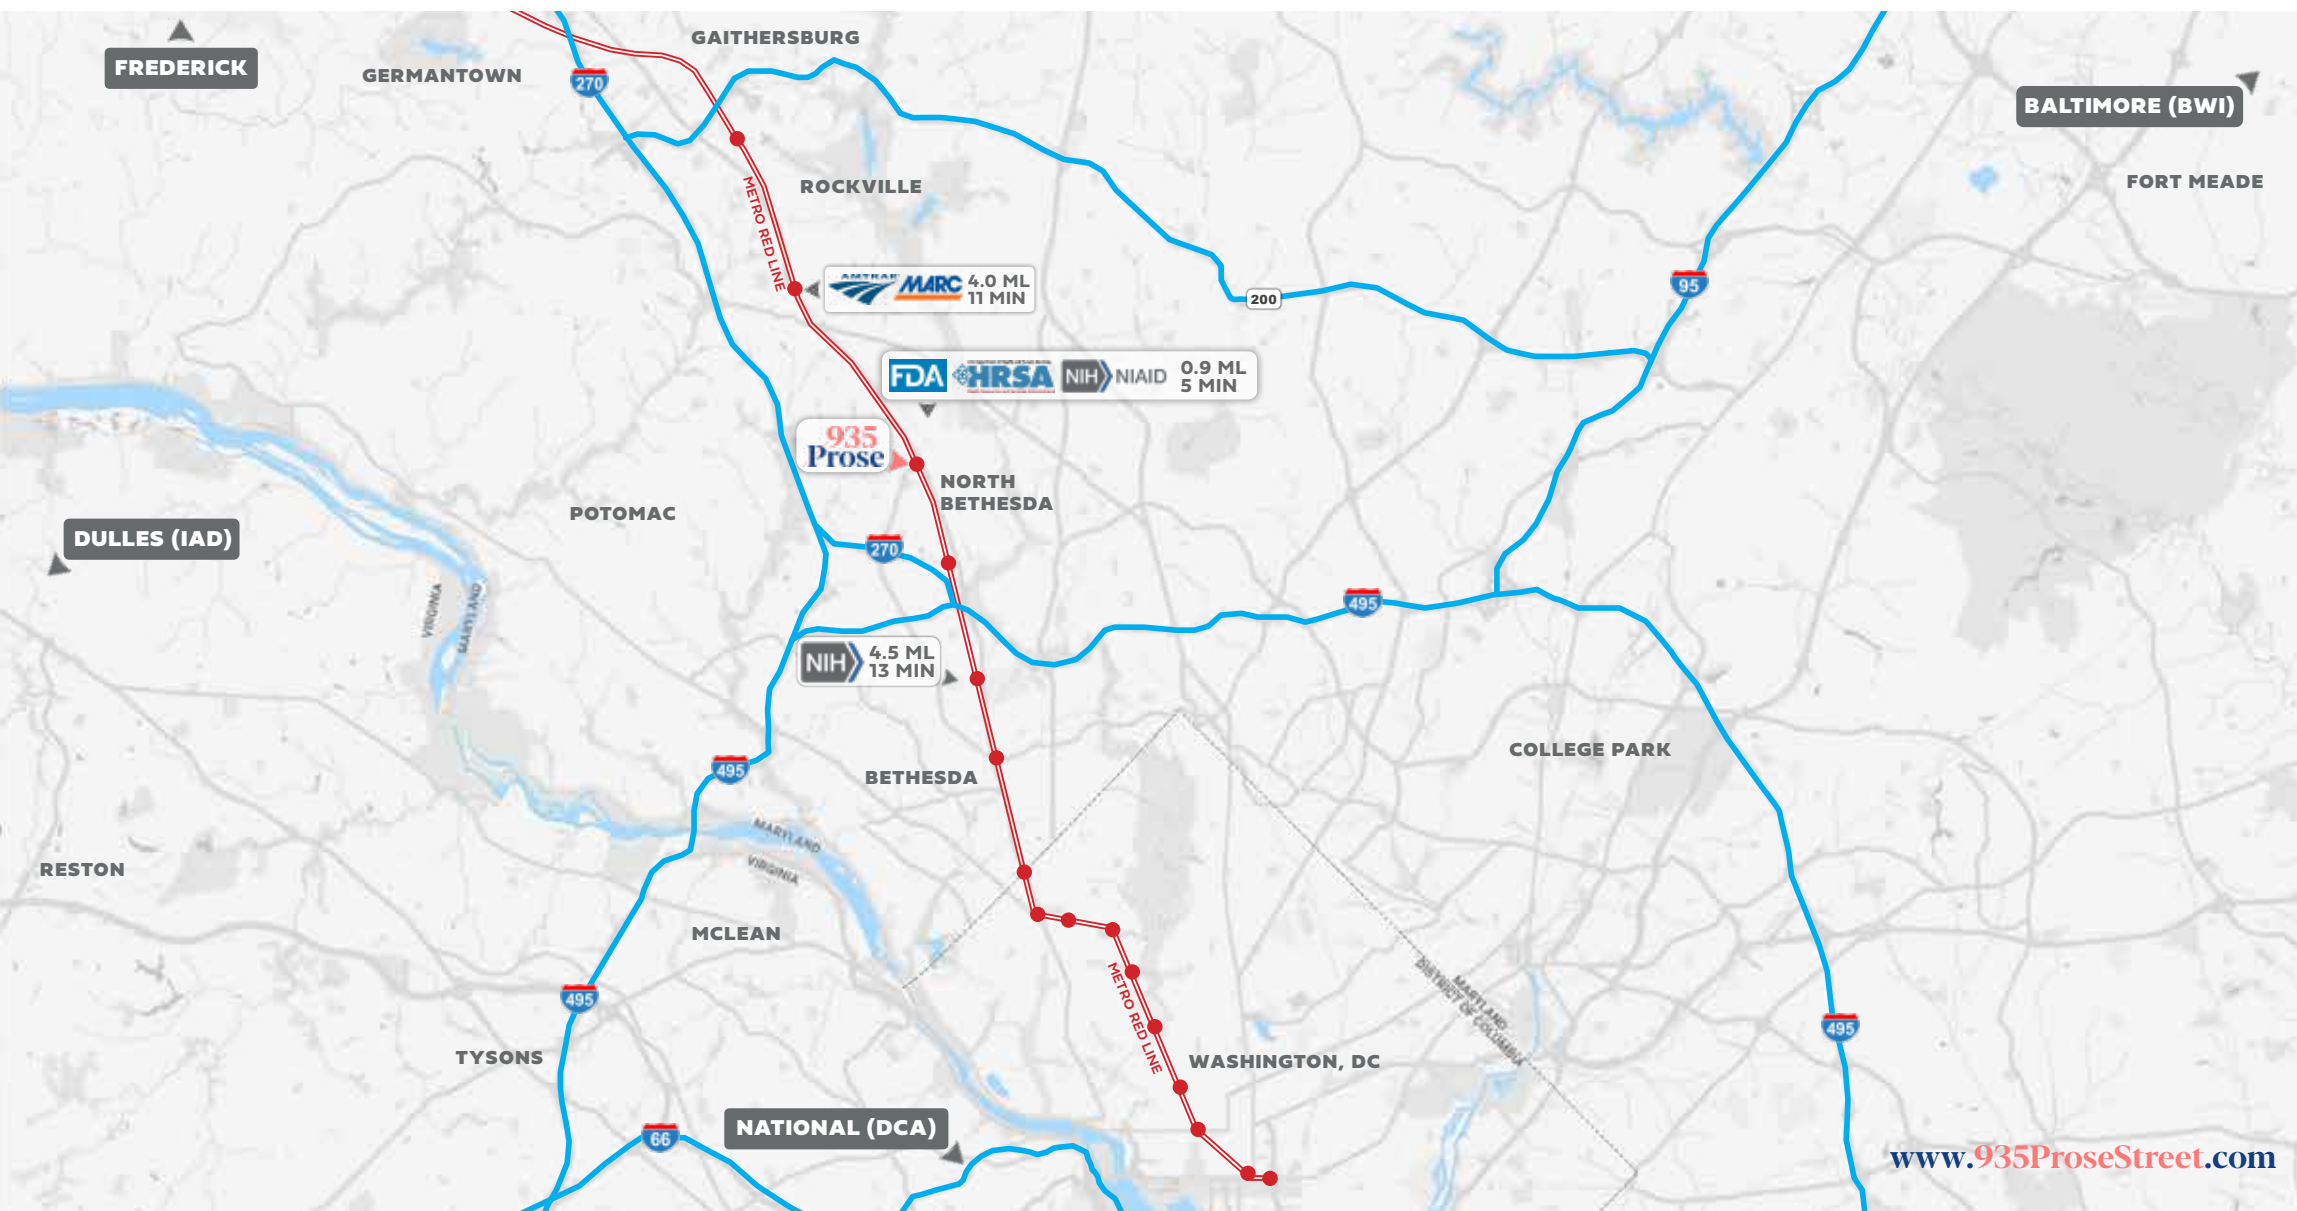 GAITHERSBURG
FREDERICK
GERMANTOWN
270
BALTIMORE (BWI)
FORT MEADE
ROCKVILLE
METRO RED LINE
AMTRAK
MARC
4.0 ML
11 MIN
200
95
FDA
HRSA
NIH
NIAID
0.9 ML
5 MIN
935
Prose
NORTH
BETHESDA
POTOMAC
DULLES (IAD)
270
VIRGINIA
MARYLAND
495
NIH
4.5 ML
13 MIN
COLLEGE PARK
495
BETHESDA
MARYLAND
VIRGINIA
RESTON
MCLEAN
METRO RED LINE
MARYLAND
DISTRICT OF COLUMBIA
495
495
TYSONS
WASHINGTON, DC
NATIONAL (DCA)
66
www.935ProseStreet.com